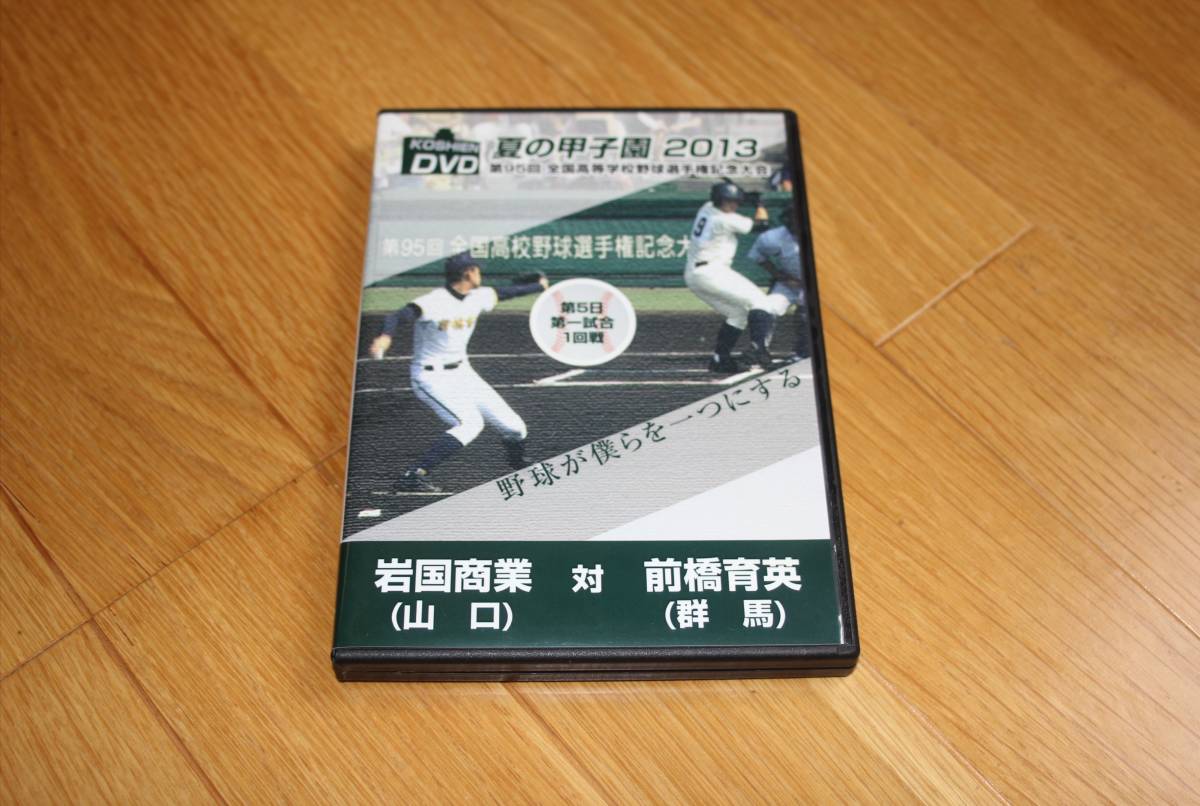 KOSHIEN
DVD
夏の甲子園 2013
第95回 全国高等学校野球選手権記念大会
第95回 全国高校野球選手権記念大
9
第5日
第一試合
1回戦
野球が僕らを一つにする
岩国商業 対 前橋育英
(山 口) (群 馬)